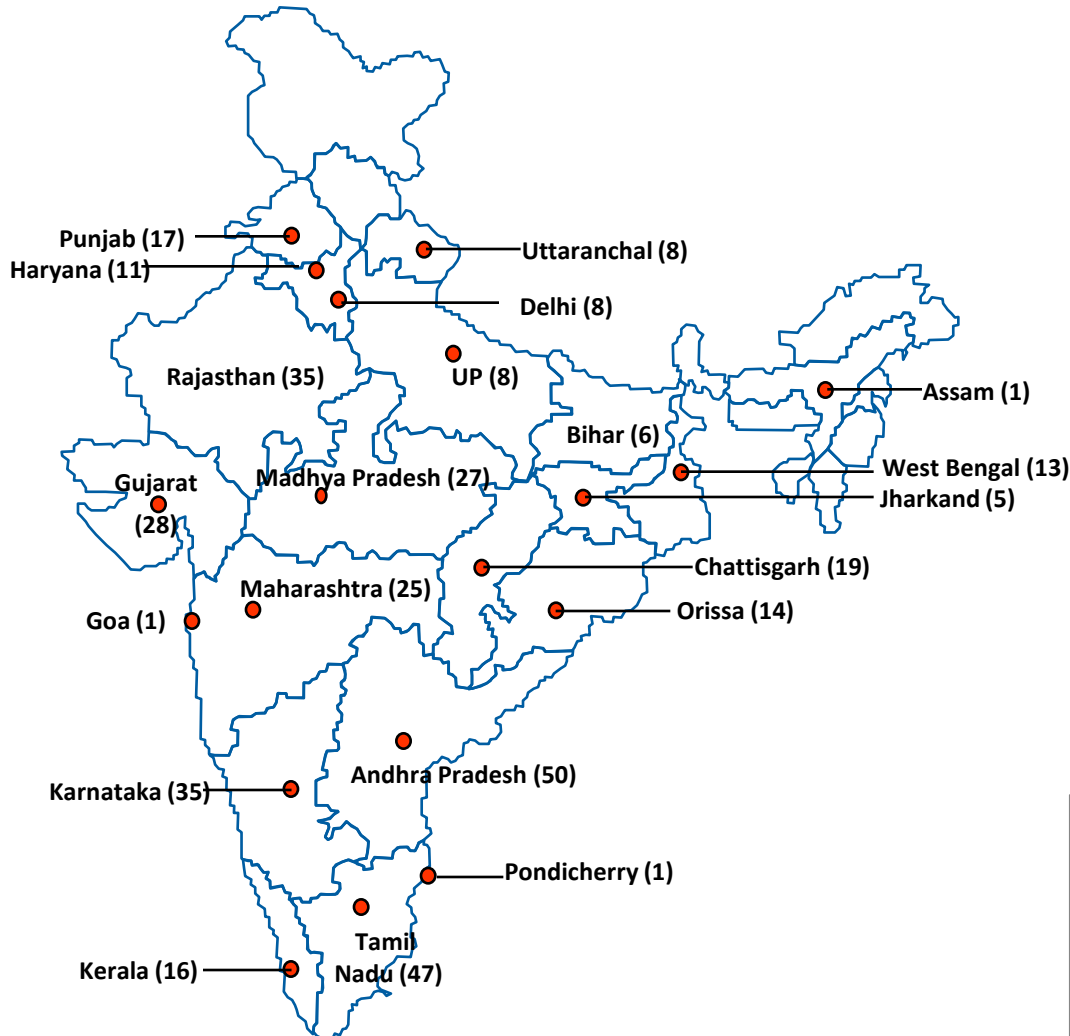 Punjab (17)
Uttaranchal (8)
Haryana (11)
Delhi (8)
Rajasthan (35)
UP (8)
Assam (1)
Bihar (6)
West Bengal (13)
Madhya Pradesh (27)
Gujarat
(28)
Jharkand (5)
Chattisgarh (19)
Maharashtra (25)
Orissa (14)
Goa (1)
Andhra Pradesh (50)
Karnataka (35)
Pondicherry (1)
Tamil
Nadu (47)
Kerala (16)